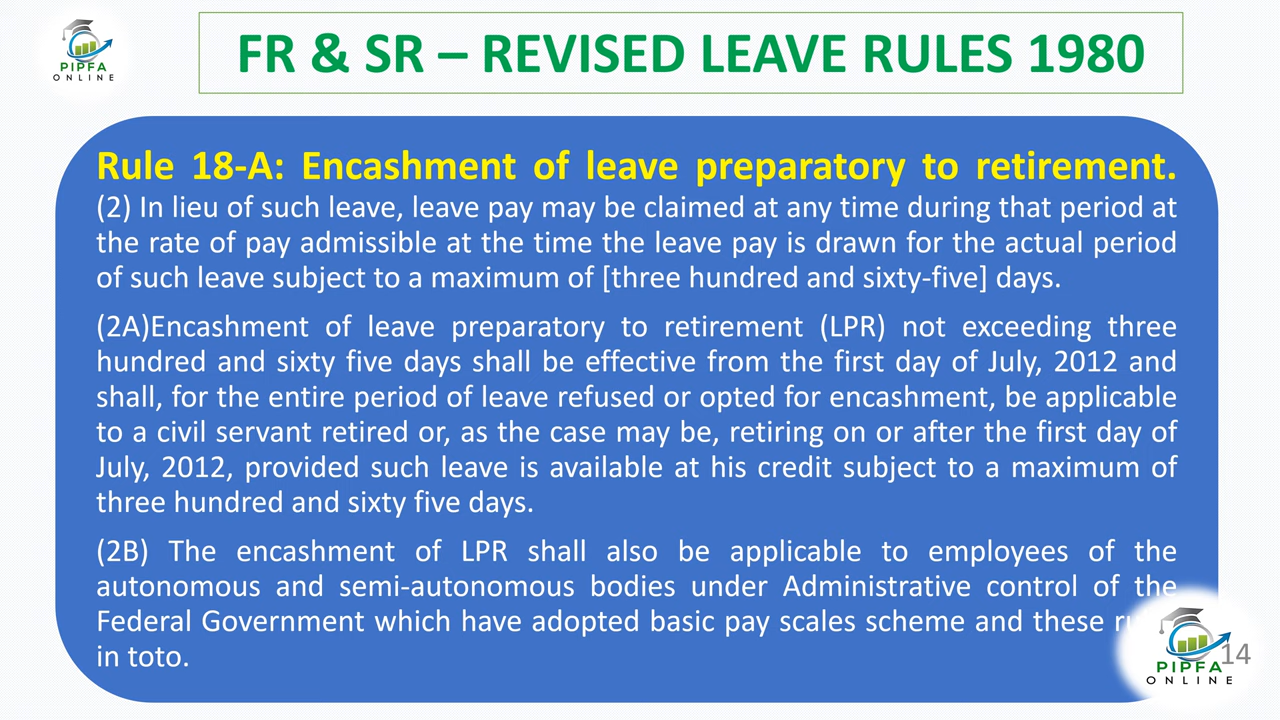 PIPFA
ONLINE
FR & SR – REVISED LEAVE RULES 1980
Rule 18-A: Encashment of leave preparatory to retirement.
(2) In lieu of such leave, leave pay may be claimed at any time during that period at
the rate of pay admissible at the time the leave pay is drawn for the actual period
of such leave subject to a maximum of [three hundred and sixty-five] days.
(2A)Encashment of leave preparatory to retirement (LPR) not exceeding three
hundred and sixty five days shall be effective from the first day of July, 2012 and
shall, for the entire period of leave refused or opted for encashment, be applicable
to a civil servant retired or, as the case may be, retiring on or after the first day of
July, 2012, provided such leave is available at his credit subject to a maximum of
three hundred and sixty five days.
(2B) The encashment of LPR shall also be applicable to employees of the
autonomous and semi-autonomous bodies under Administrative control of the
Federal Government which have adopted basic pay scales scheme and these
in toto.
14
PIPFA
ONLINE